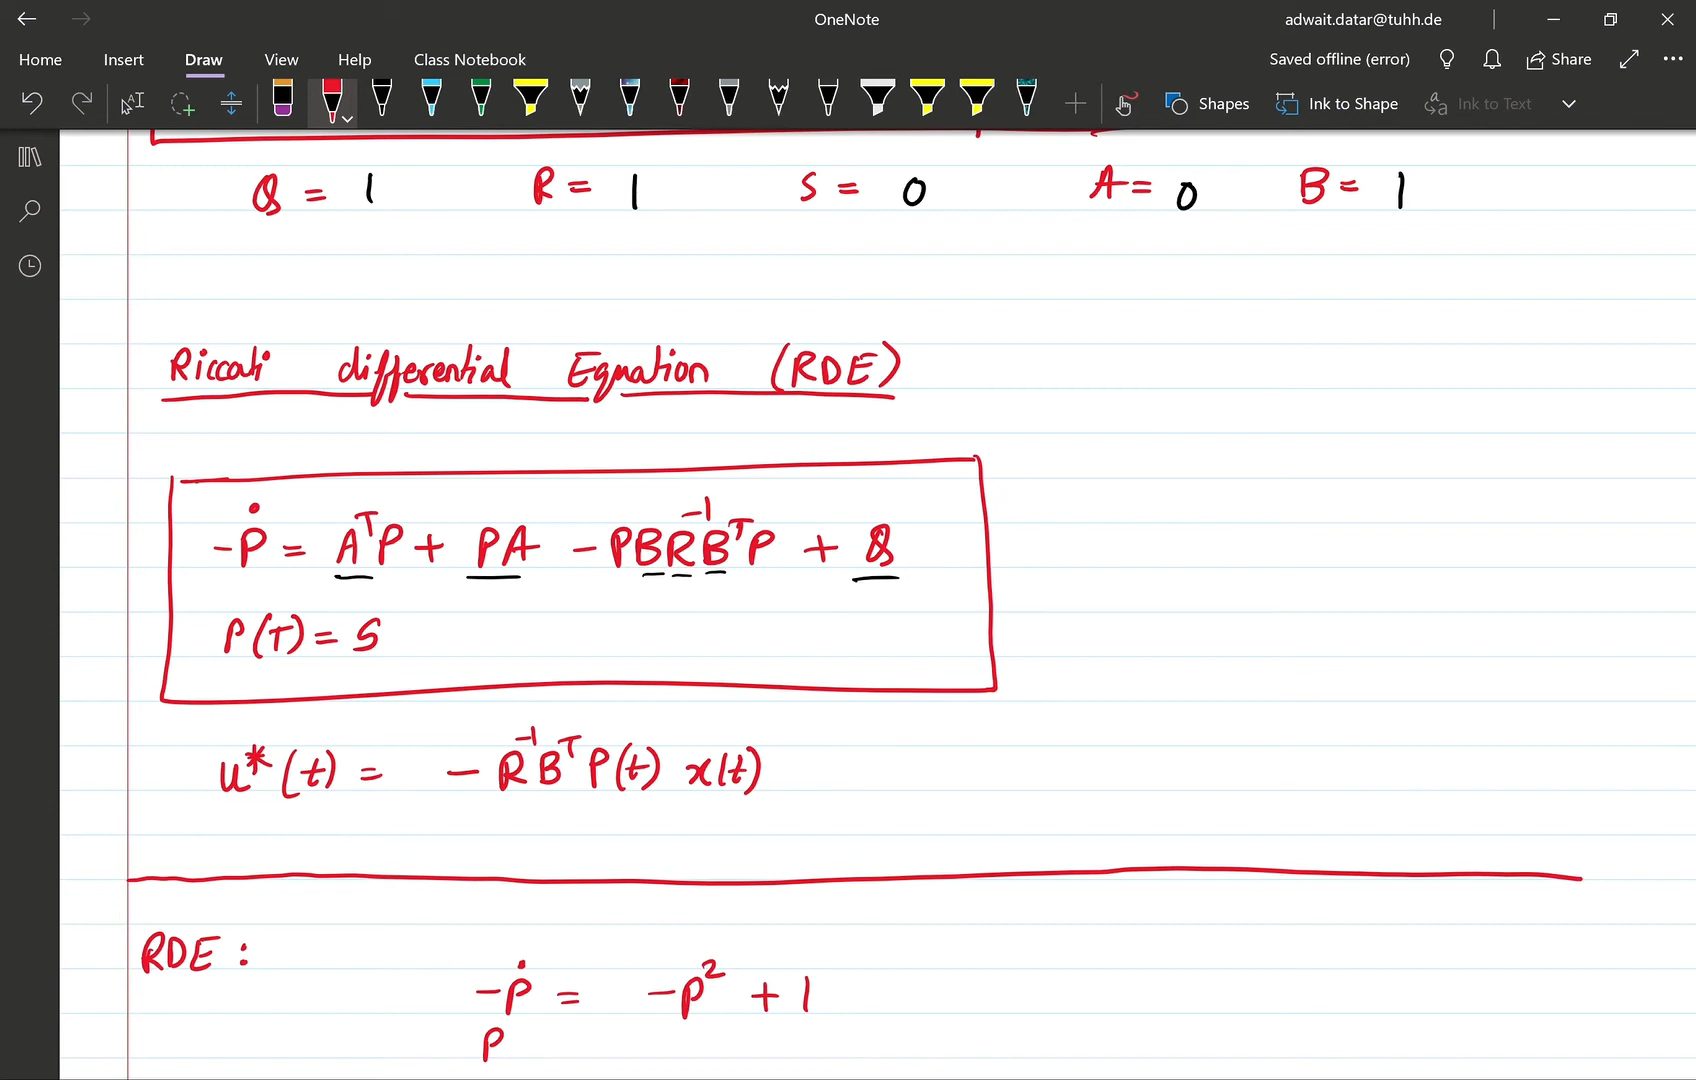 OneNote
adwait.datar@tuhh.de
Home Insert Draw View Help Class Notebook
Saved offline (error) Share
Shapes Ink to Shape Ink to Text
Q = 1 R = 1 S = 0 A = 0 B = 1
Riccati differential Equation (RDE)
-Ṗ = AᵀP + PA - PBR⁻¹BᵀP + Q
P(T) = S
u*(t) = - R⁻¹BᵀP(t) x(t)
RDE :
-ṗ = -p² + 1
P